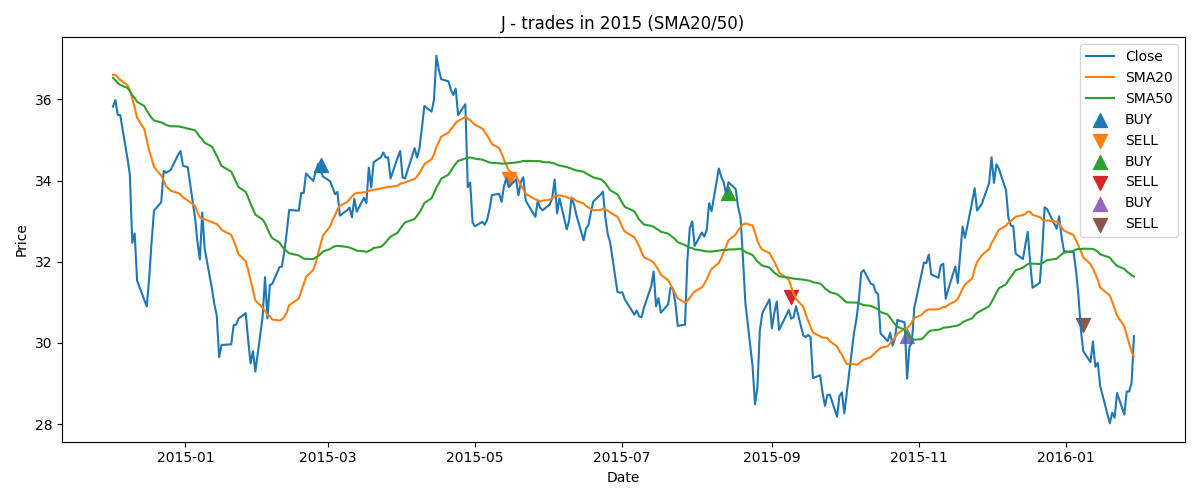 J - trades in 2015 (SMA20/50)
Close
SMA20
SMA50
BUY
SELL
BUY
SELL
BUY
SELL
Price
36
34
32
30
28
2015-01
2015-03
2015-05
2015-07
2015-09
2015-11
2016-01
Date